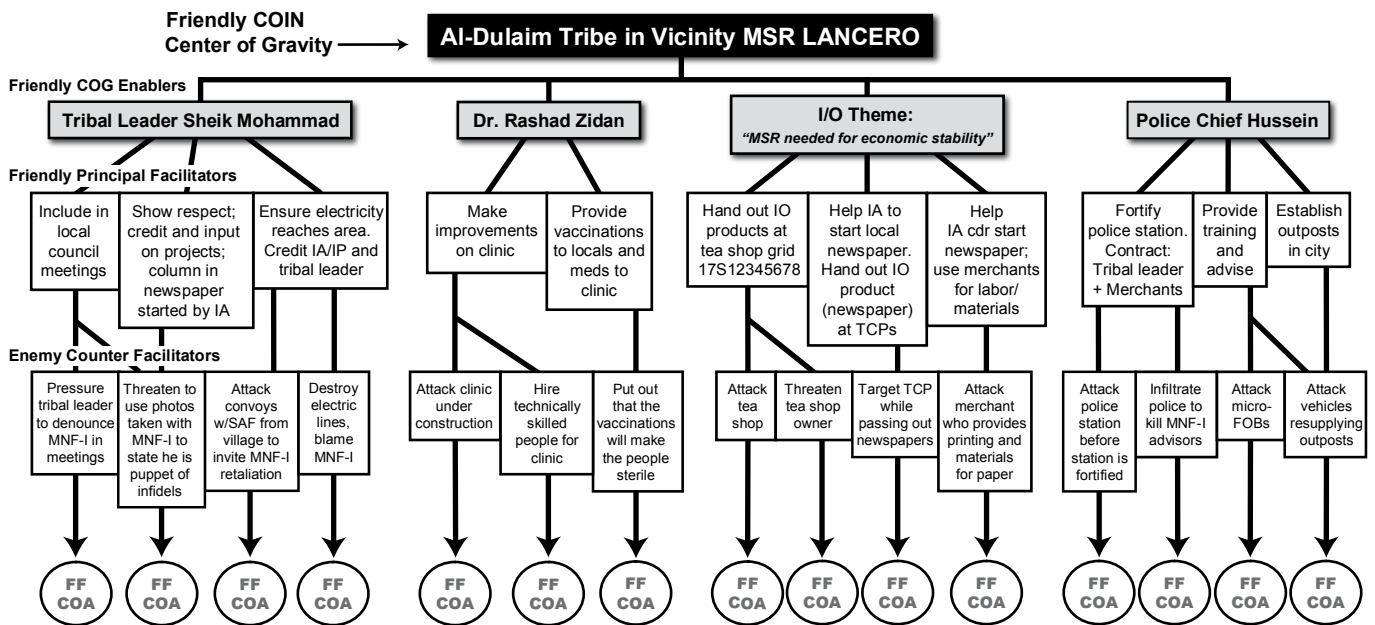 Friendly COIN
Center of Gravity
Al-Dulaim Tribe in Vicinity MSR LANCERO
Friendly COG Enablers
Tribal Leader Sheik Mohammad
Dr. Rashad Zidan
I/O Theme:
“MSR needed for economic stability”
Police Chief Hussein
Friendly Principal Facilitators
Include in
local
council
meetings
Show respect;
credit and input
on projects;
column in
newspaper
started by IA
Ensure electricity
reaches area.
Credit IA/IP and
tribal leader
Make
improvements
on clinic
Provide
vaccinations
to locals and
meds to
clinic
Hand out IO
products at
tea shop grid
17S12345678
Help IA to
start local
newspaper.
Hand out IO
product
(newspaper)
at TCPs
Help
IA cdr start
newspaper;
use merchants
for labor/
materials
Fortify
police station.
Contract:
Tribal leader
+ Merchants
Provide
training
and
advise
Establish
outposts
in city
Enemy Counter Facilitators
Pressure
tribal leader
to denounce
MNF-I in
meetings
Threaten to
use photos
taken with
MNF-I to
state he is
puppet of
infidels
Attack
convoys
w/SAF from
village to
invite MNF-I
retaliation
Destroy
electric
lines,
blame
MNF-I
Attack clinic
under
construction
Hire
technically
skilled
people for
clinic
Put out
that the
vaccinations
will make
the people
sterile
Attack
tea
shop
Threaten
tea shop
owner
Target TCP
while
passing out
newspapers
Attack
merchant
who provides
printing and
materials
for paper
Attack
police
station
before
station is
fortified
Infiltrate
police to
kill MNF-I
advisors
Attack
micro-
FOBs
Attack
vehicles
resupplying
outposts
FF
COA
FF
COA
FF
COA
FF
COA
FF
COA
FF
COA
FF
COA
FF
COA
FF
COA
FF
COA
FF
COA
FF
COA
FF
COA
FF
COA
FF
COA